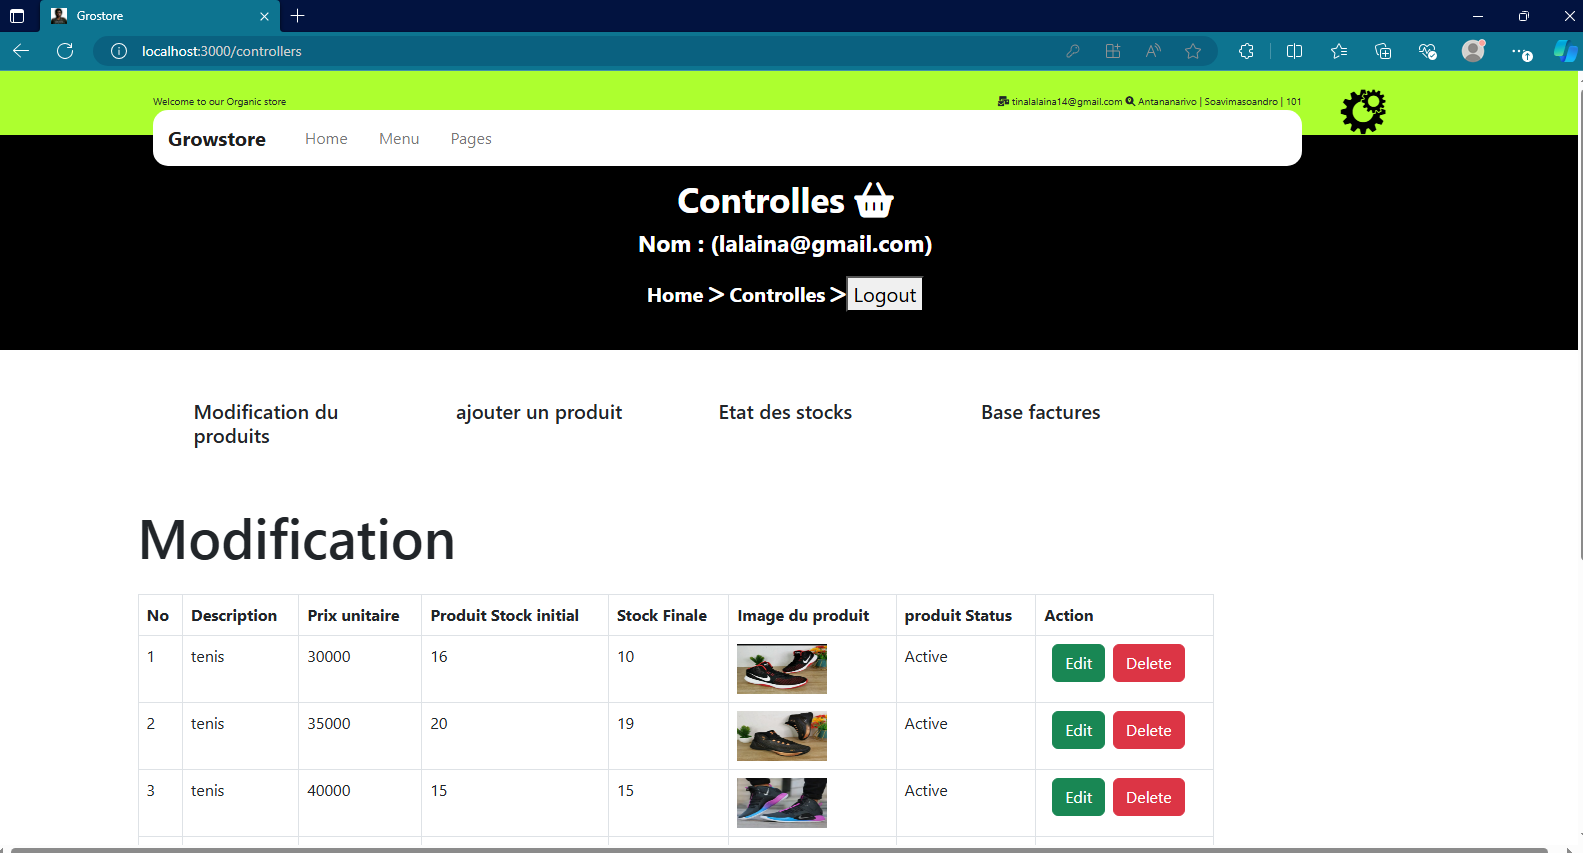 Grostore
localhost:3000/controllers
Welcome to our Organic store
tinalalaina14@gmail.com Antananarivo | Soavimasoandro | 101
Growstore Home Menu Pages
Controlles
Nom : (lalaina@gmail.com)
Home > Controlles > Logout
Modification du produits
ajouter un produit
Etat des stocks
Base factures
Modification
No Description Prix unitaire Produit Stock initial Stock Finale Image du produit produit Status Action
1 tenis 30000 16 10 Active Edit Delete
2 tenis 35000 20 19 Active Edit Delete
3 tenis 40000 15 15 Active Edit Delete